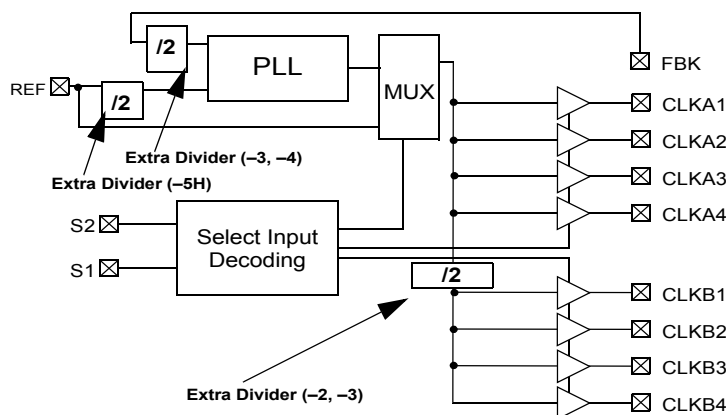 /2
PLL
FBK
REF
/2
MUX
CLKA1
CLKA2
Extra Divider (–3, –4)
Extra Divider (–5H)
CLKA3
CLKA4
S2
Select Input
Decoding
S1
/2
CLKB1
CLKB2
CLKB3
Extra Divider (–2, –3)
CLKB4